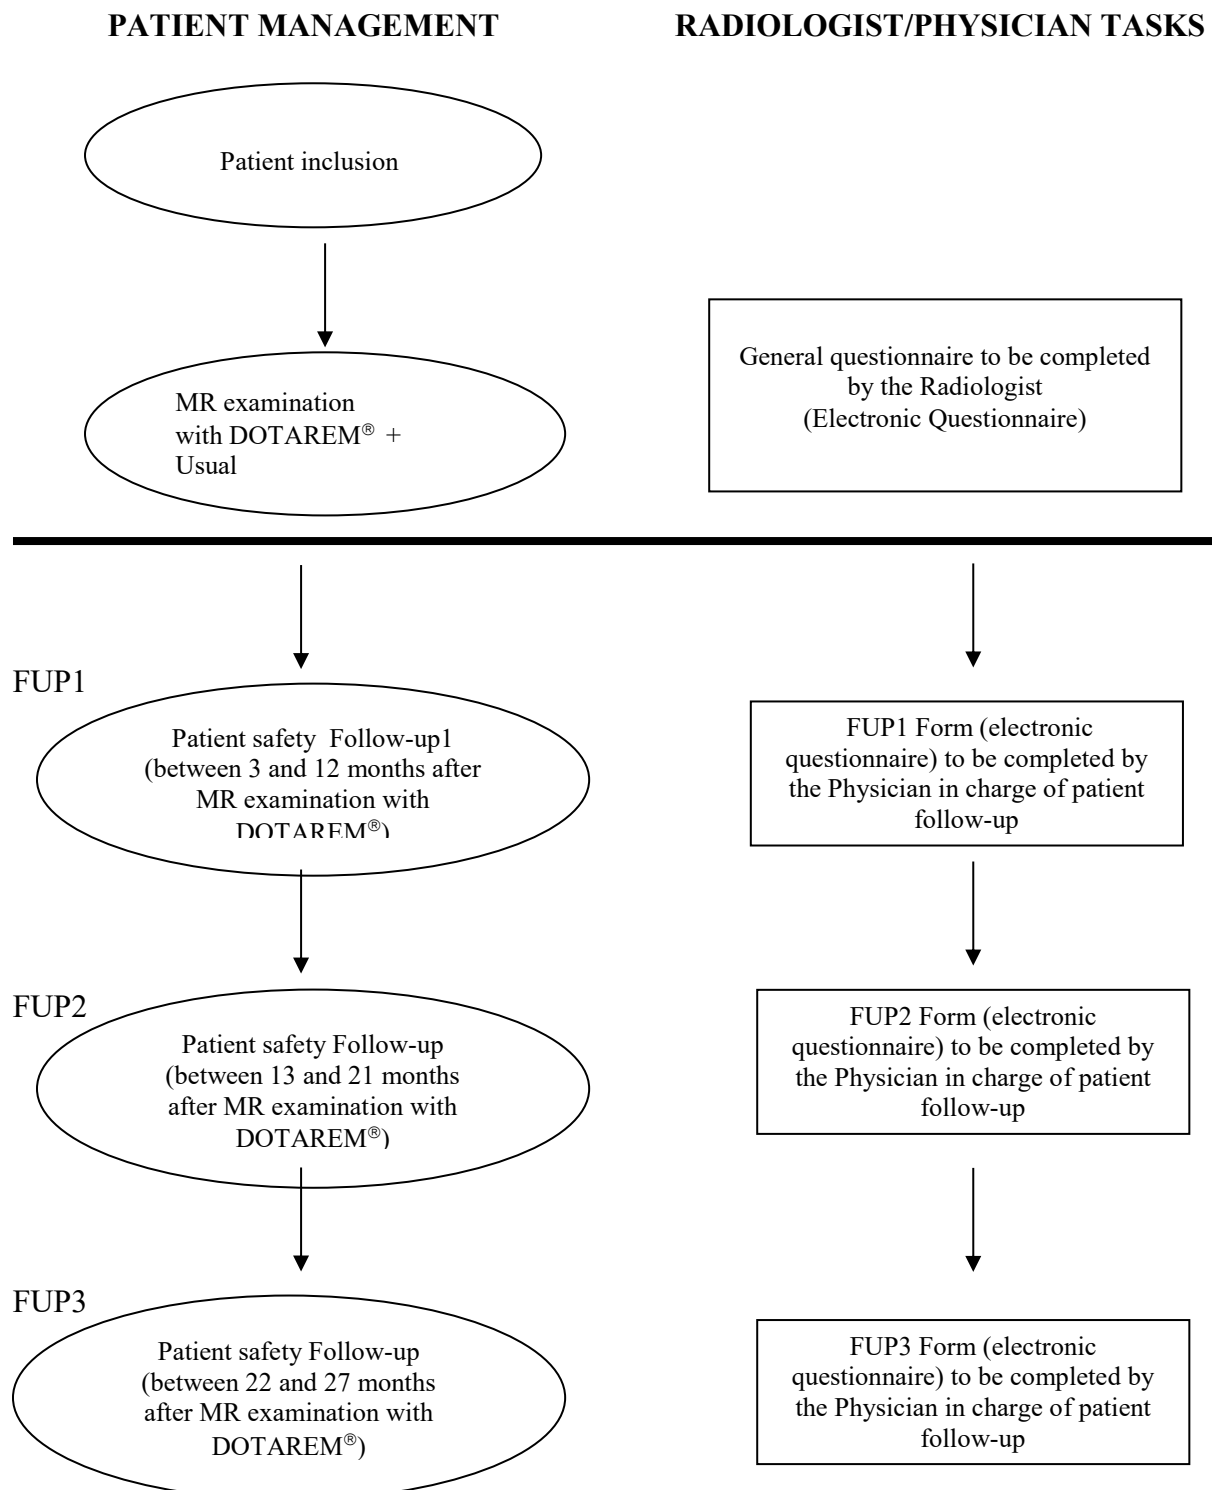 PATIENT MANAGEMENT
RADIOLOGIST/PHYSICIAN TASKS
Patient inclusion
MR examination
with DOTAREM® +
Usual
General questionnaire to be completed
by the Radiologist
(Electronic Questionnaire)
FUP1
Patient safety Follow-up1
(between 3 and 12 months after
MR examination with
DOTAREM®)
FUP1 Form (electronic
questionnaire) to be completed by
the Physician in charge of patient
follow-up
FUP2
Patient safety Follow-up
(between 13 and 21 months
after MR examination with
DOTAREM®)
FUP2 Form (electronic
questionnaire) to be completed by
the Physician in charge of patient
follow-up
FUP3
Patient safety Follow-up
(between 22 and 27 months
after MR examination with
DOTAREM®)
FUP3 Form (electronic
questionnaire) to be completed by
the Physician in charge of patient
follow-up